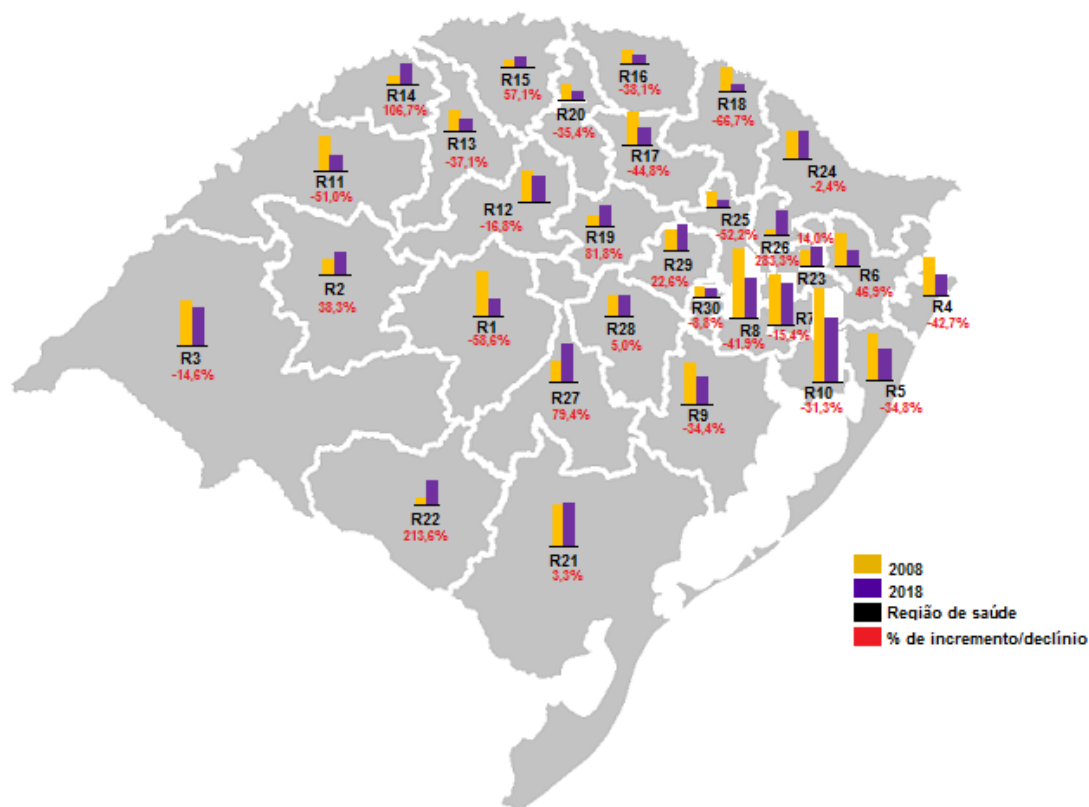 R15
57,1%
R16
-38,1%
R14
106,7%
R18
-66,7%
R20
-35,4%
R13
-37,1%
R17
-44,8%
R24
-2,4%
R11
-51,0%
R12
-16,8%
R25
-52,2%
R19
81,8%
R26
283,3%
14,0%
R23
R6
46,9%
R29
22,6%
R2
38,3%
R30
-8,8%
R4
-42,7%
R1
-58,6%
R28
5,0%
R8
-41,9%
R7
-15,4%
R3
-14,6%
R27
79,4%
R9
-34,4%
R10
-31,3%
R5
-34,8%
R22
213,6%
R21
3,3%
2008
2018
Região de saúde
% de incremento/declínio